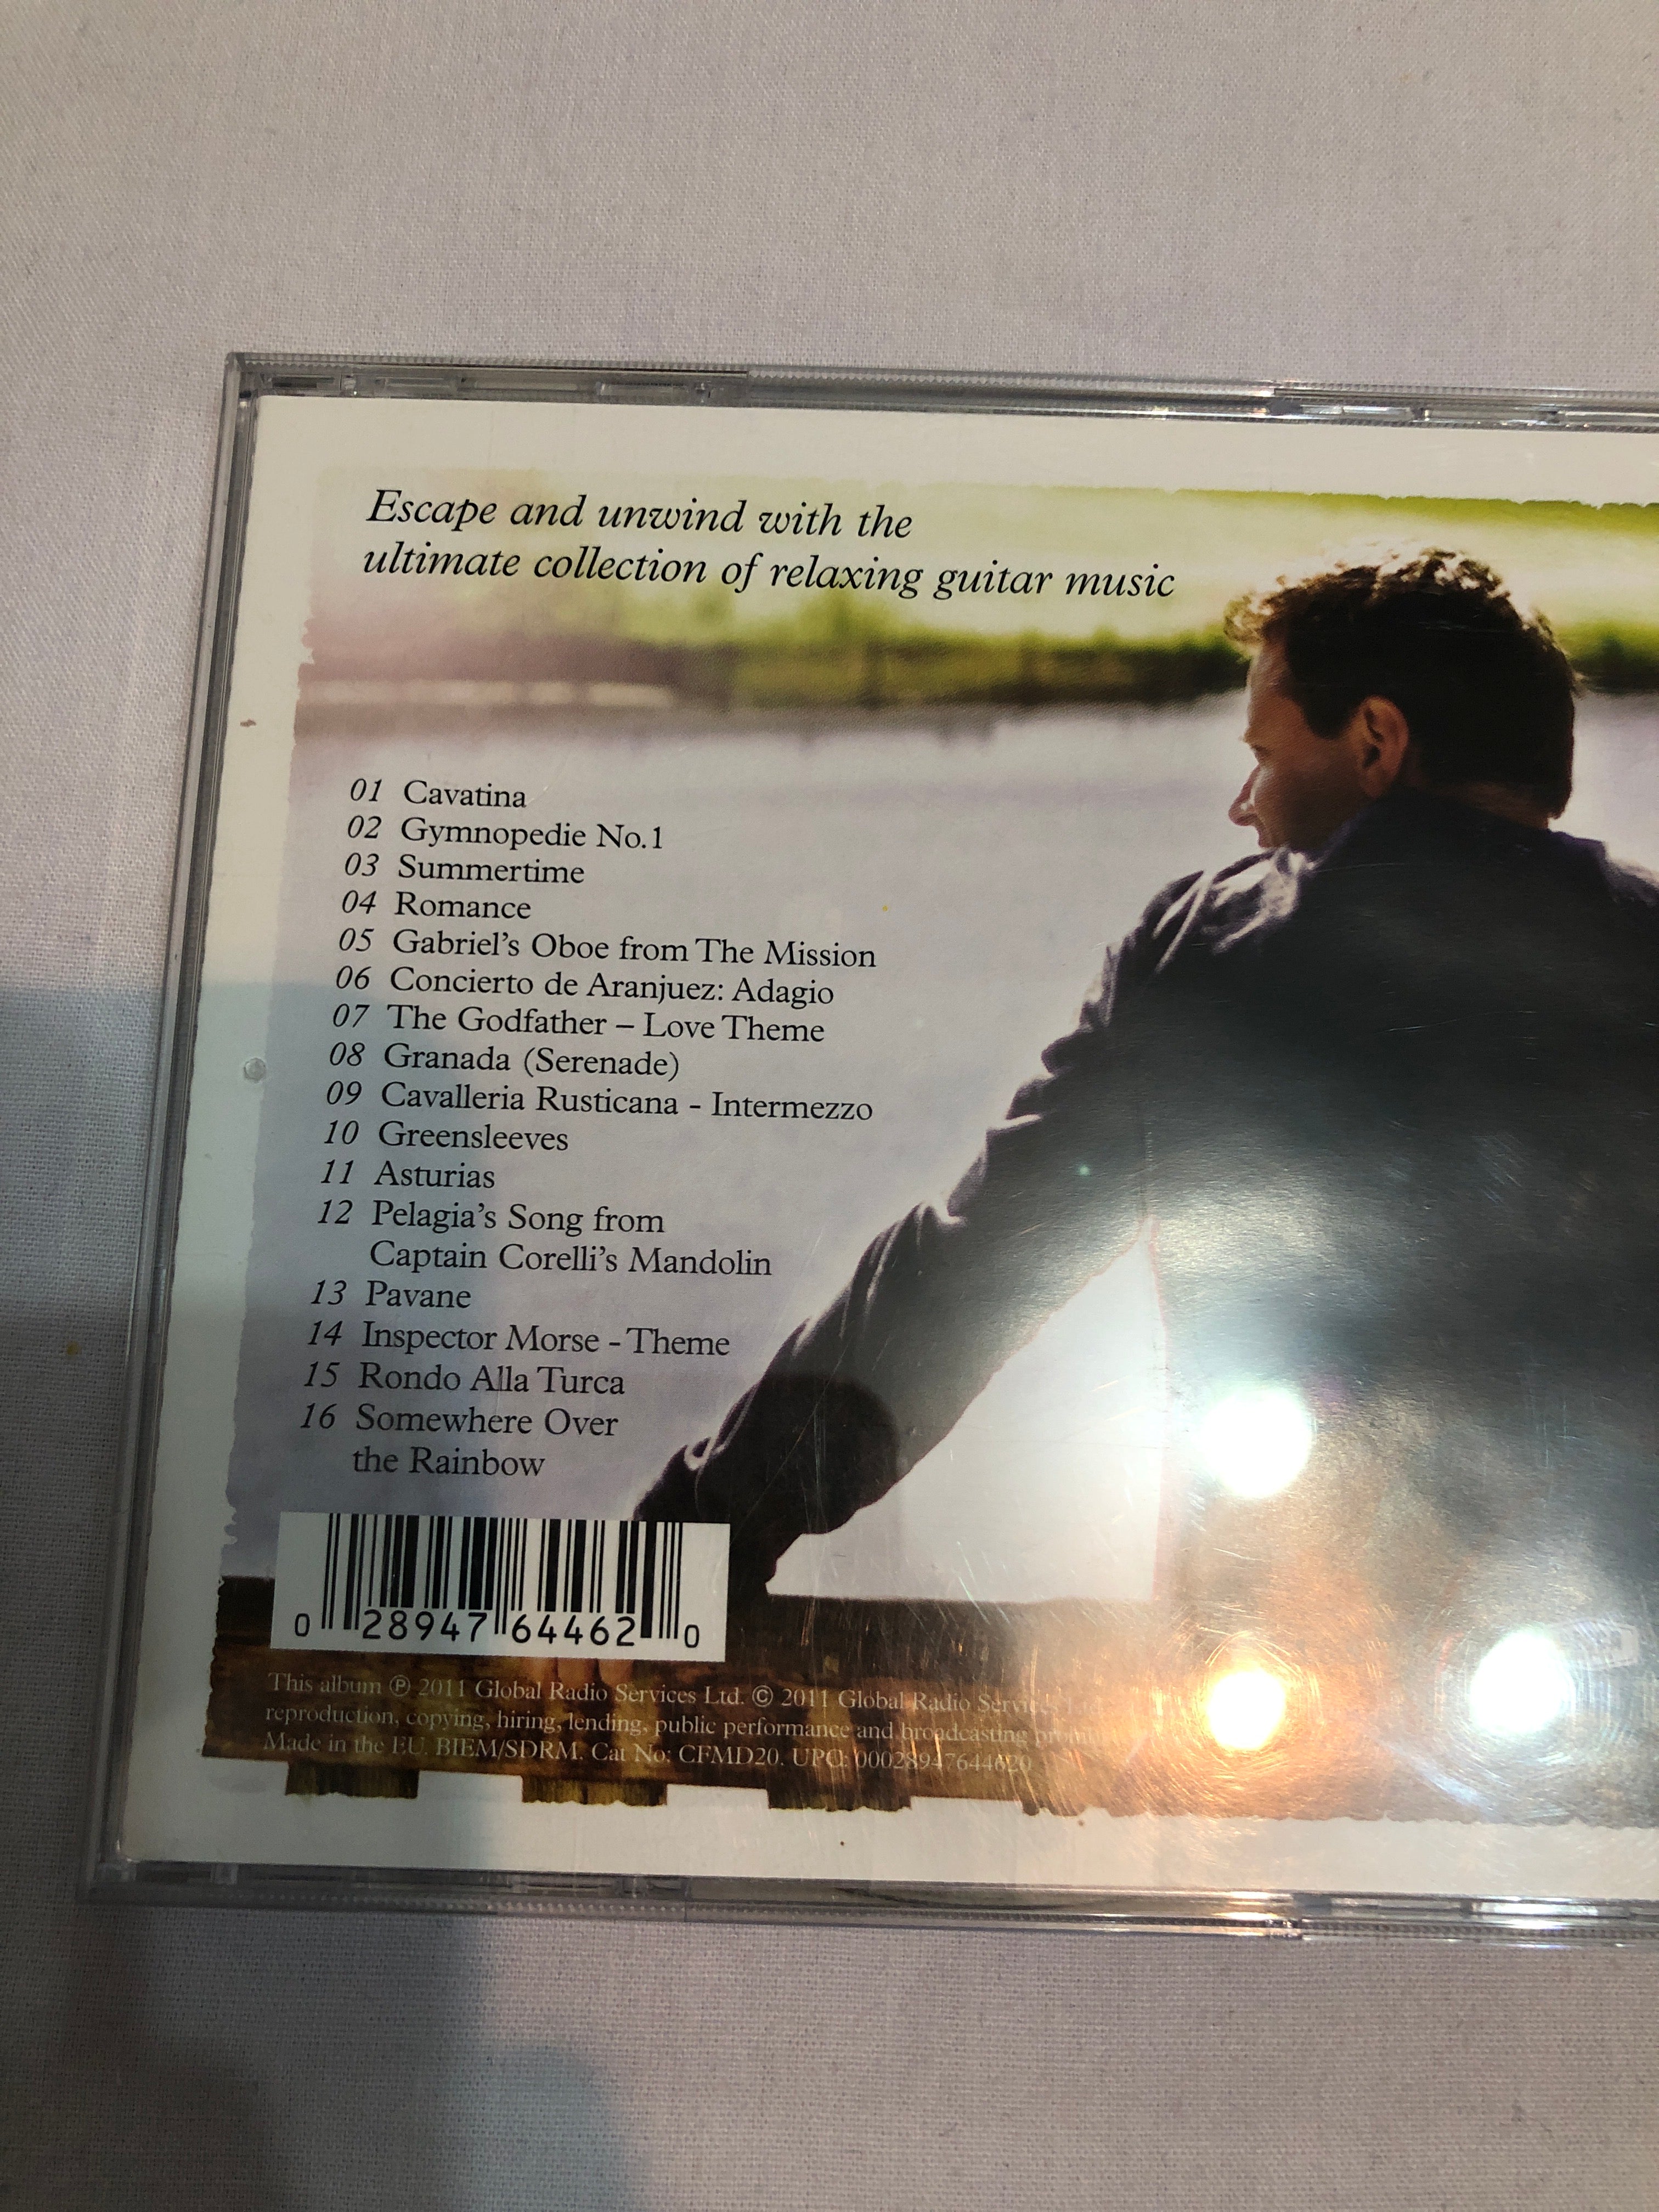 Escape and unwind with the
ultimate collection of relaxing guitar music
01 Cavatina
02 Gymnopedie No.1
03 Summertime
04 Romance
05 Gabriel's Oboe from The Mission
06 Concierto de Aranjuez: Adagio
07 The Godfather – Love Theme
08 Granada (Serenade)
09 Cavalleria Rusticana - Intermezzo
10 Greensleeves
11 Asturias
12 Pelagia's Song from
Captain Corelli's Mandolin
13 Pavane
14 Inspector Morse - Theme
15 Rondo Alla Turca
16 Somewhere Over
the Rainbow
0 28947 64462 0
This album ℗ 2011 Global Radio Services Ltd. © 2011 Global Radio
reproduction, copying, hiring, lending, public performance and broadcasting
Made in the EU. BIEM/SDRM. Cat No: CFMD20. UPC: 00028947644620